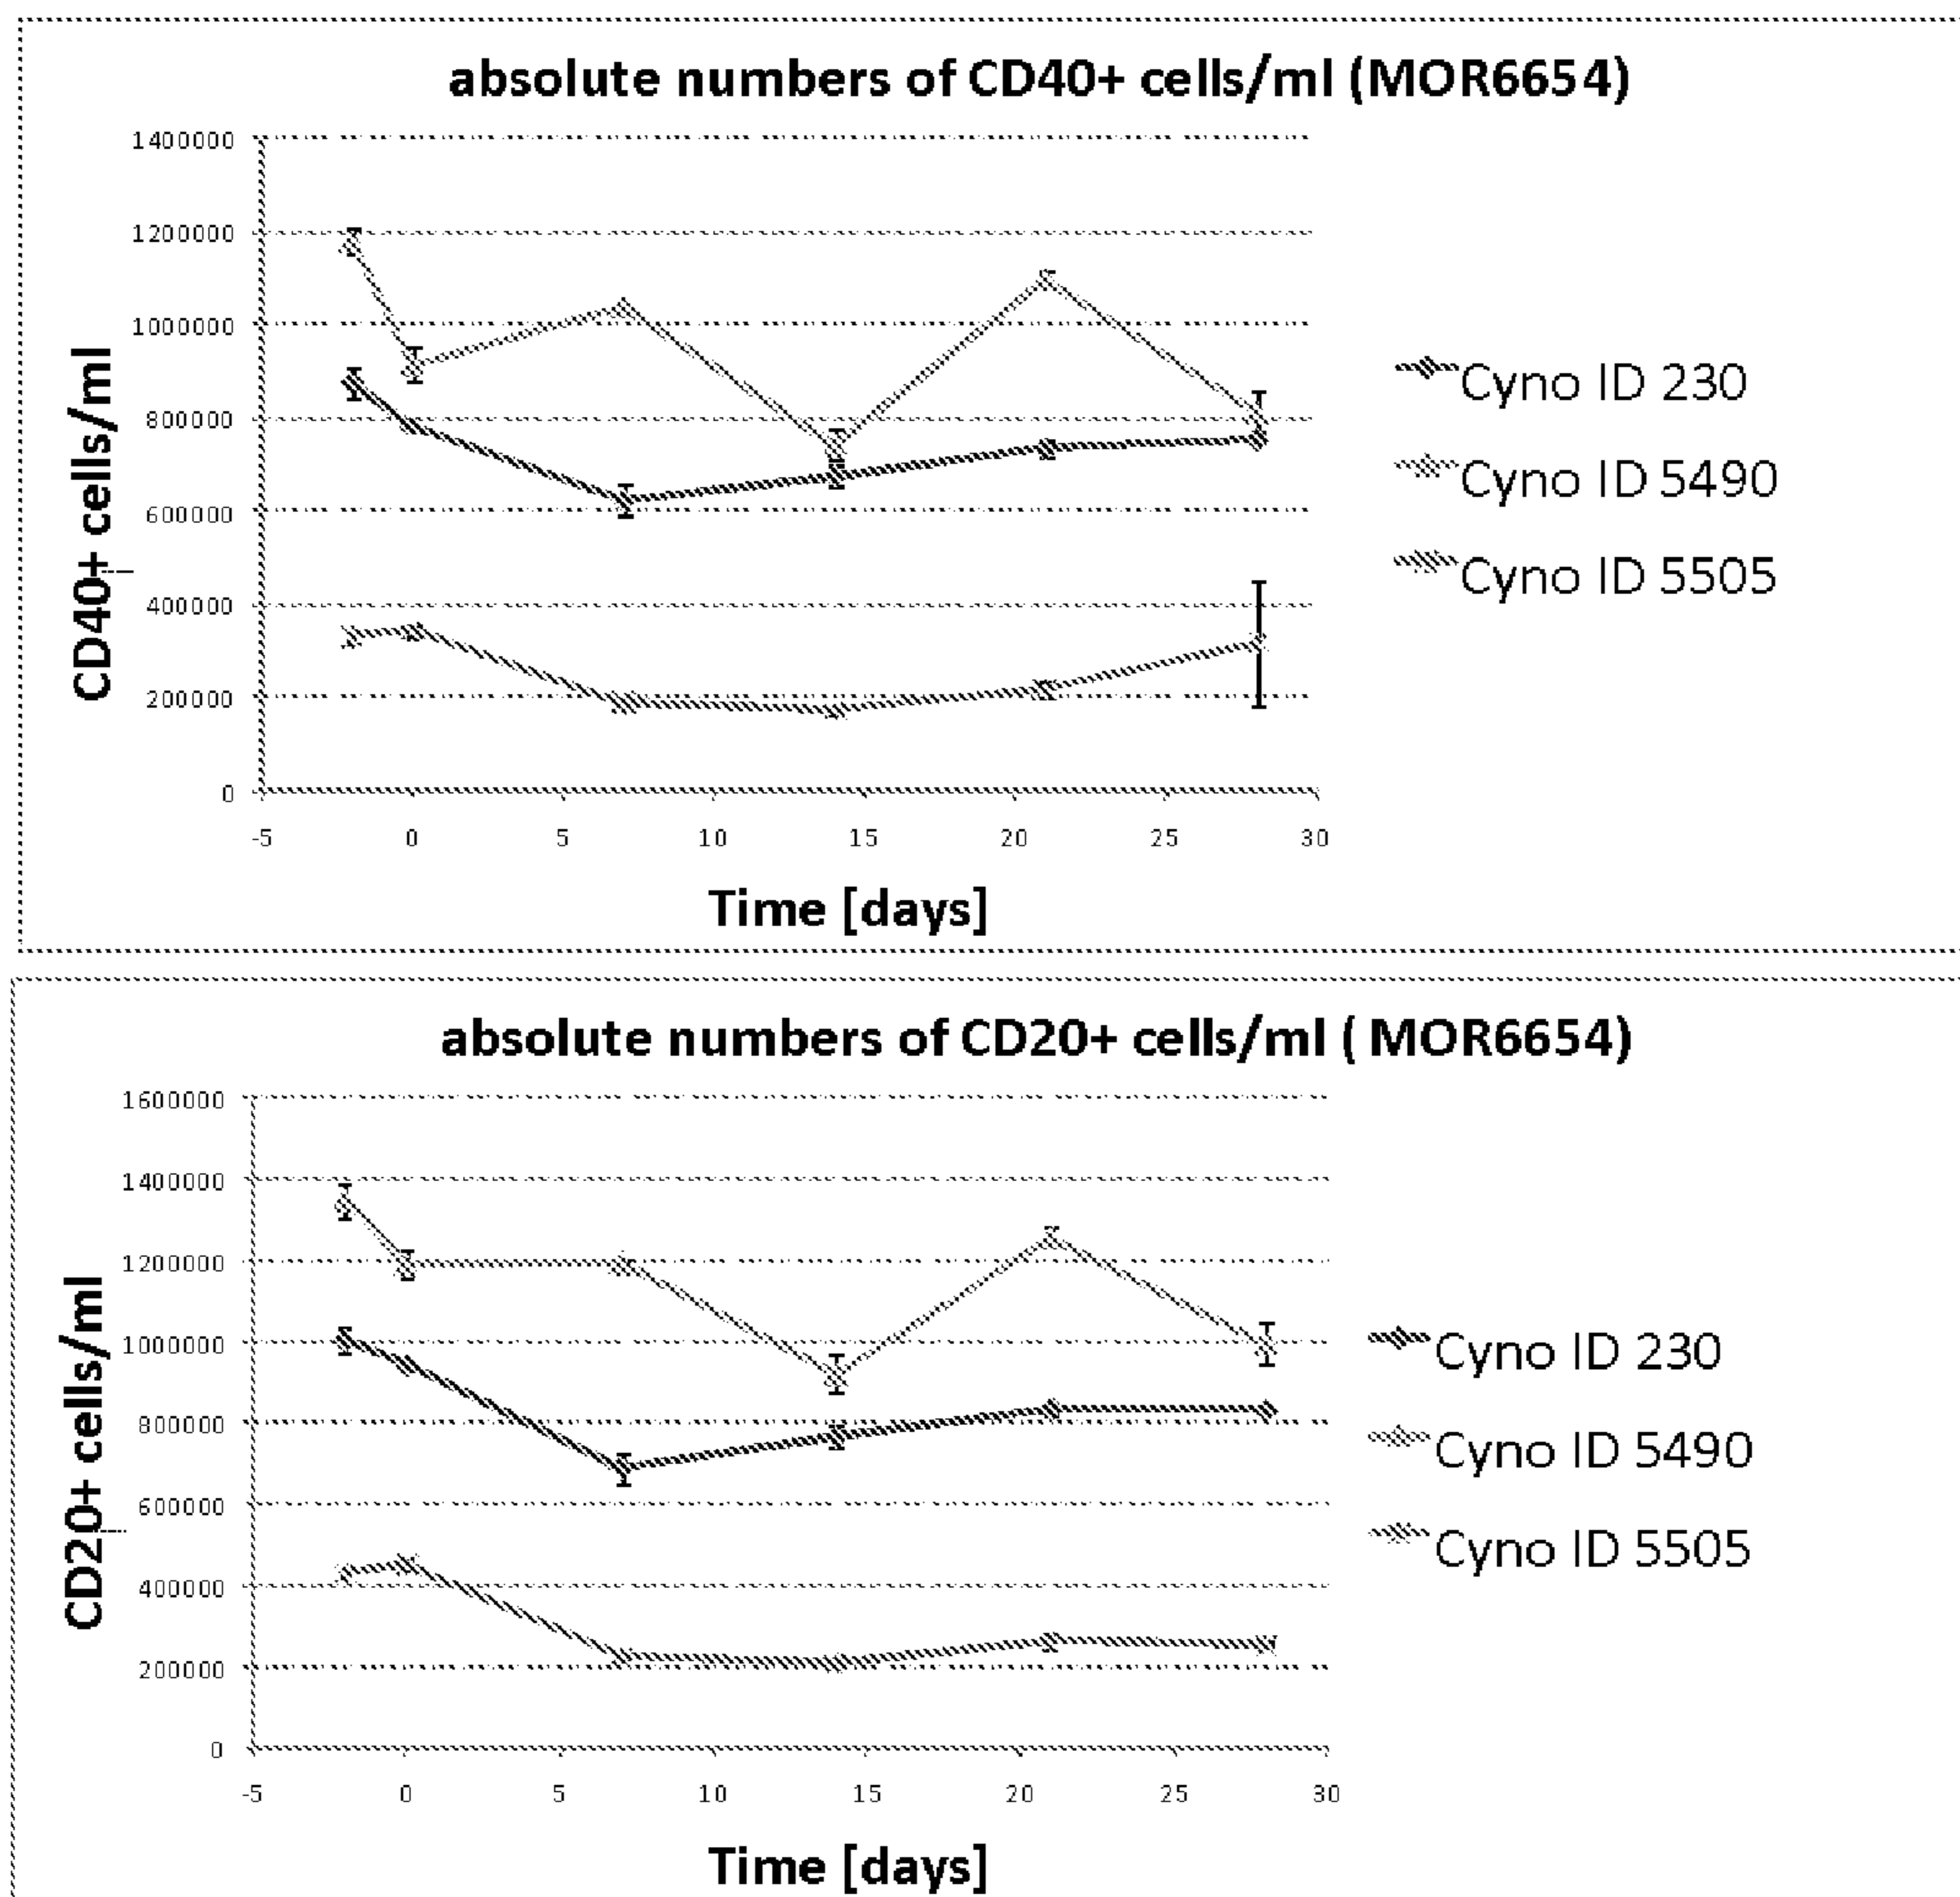 absolute numbers of CD40+ cells/ml (MOR6654)
1400000
1200000
1000000
800000
600000
400000
200000
0
CD40+ cells/ml
-5 0 5 10 15 20 25 30
Time [days]
Cyno ID 230
Cyno ID 5490
Cyno ID 5505
absolute numbers of CD20+ cells/ml ( MOR6654)
1600000
1400000
1200000
1000000
800000
600000
400000
200000
0
CD20+ cells/ml
-5 0 5 10 15 20 25 30
Time [days]
Cyno ID 230
Cyno ID 5490
Cyno ID 5505